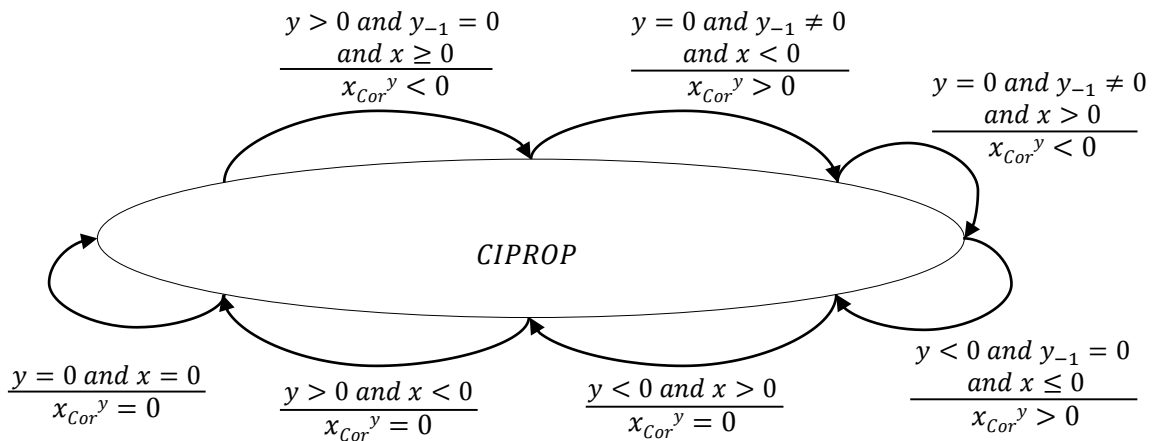 y > 0 and y₋₁ = 0
and x ≥ 0
x_Cor^y < 0
y = 0 and y₋₁ ≠ 0
and x < 0
x_Cor^y > 0
y = 0 and y₋₁ ≠ 0
and x > 0
x_Cor^y < 0
CIPROP
y = 0 and x = 0
x_Cor^y = 0
y > 0 and x < 0
x_Cor^y = 0
y < 0 and x > 0
x_Cor^y = 0
y < 0 and y₋₁ = 0
and x ≤ 0
x_Cor^y > 0